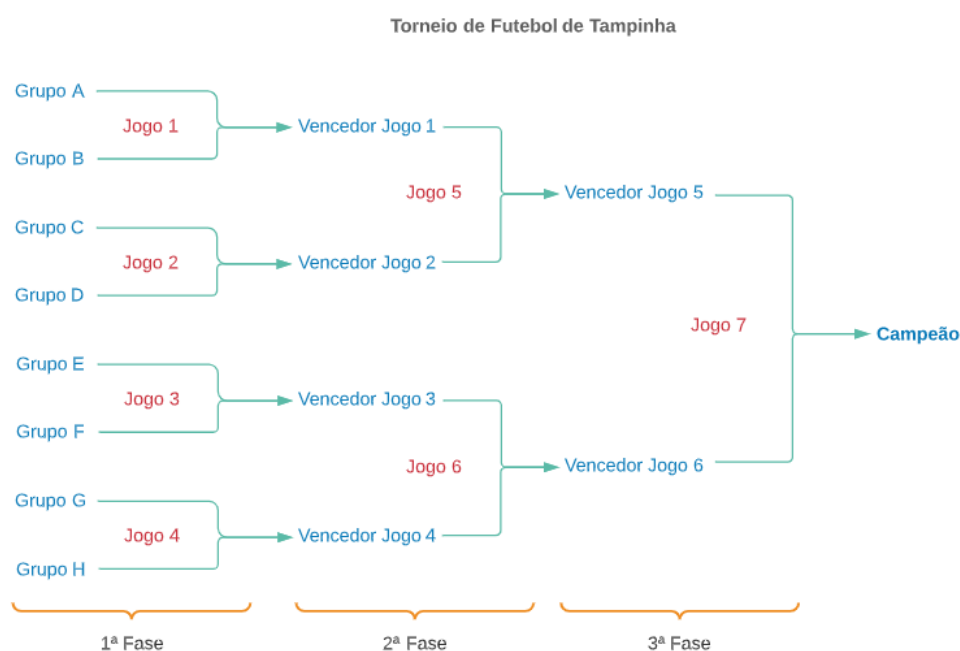 Torneio de Futebol de Tampinha
Grupo A
Jogo 1
Grupo B
Vencedor Jogo 1
Jogo 5
Grupo C
Jogo 2
Grupo D
Vencedor Jogo 2
Vencedor Jogo 5
Jogo 7
Campeão
Grupo E
Jogo 3
Grupo F
Vencedor Jogo 3
Jogo 6
Grupo G
Jogo 4
Grupo H
Vencedor Jogo 4
Vencedor Jogo 6
1ª Fase
2ª Fase
3ª Fase